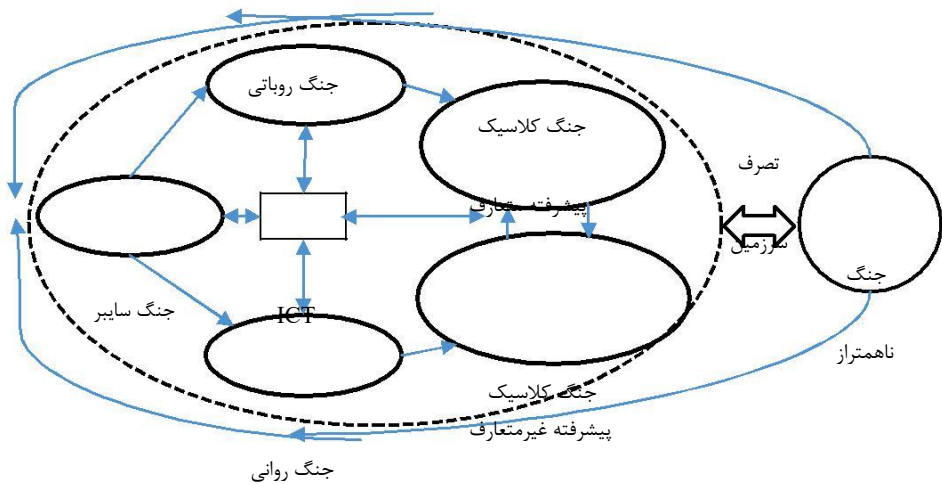 جنگ روباتی
جنگ کلاسیک
پیشرفته متعارف
تصرف
سرزمین
جنگ
ناهمتراز
جنگ سایبر
ICT
جنگ کلاسیک
پیشرفته غیرمتعارف
جنگ روانی